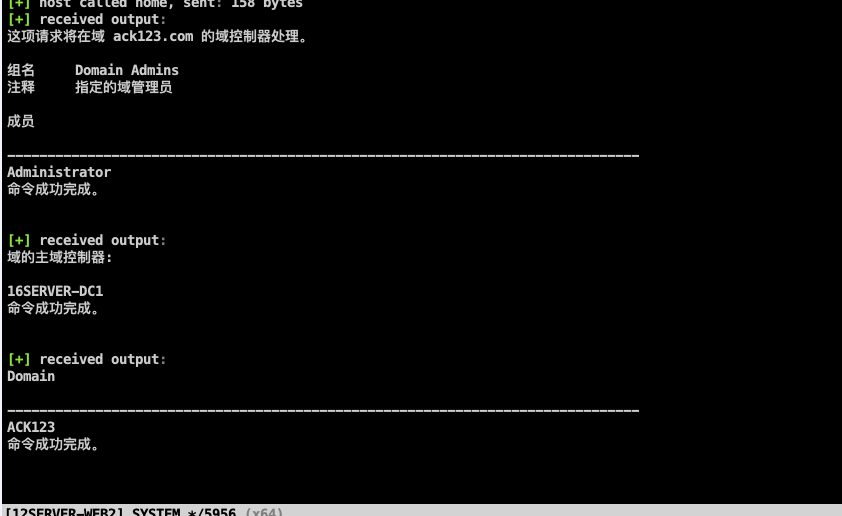 [+] host called home, sent: 158 bytes
[+] received output:
这项请求将在域 ack123.com 的域控制器处理。
组名     Domain Admins
注释     指定的域管理员
成员
-------------------------------------------------------------------------------
Administrator
命令成功完成。
[+] received output:
域的主域控制器:
16SERVER-DC1
命令成功完成。
[+] received output:
Domain
-------------------------------------------------------------------------------
ACK123
命令成功完成。
[12SERVER-WEB2] SYSTEM */5956 (x64)